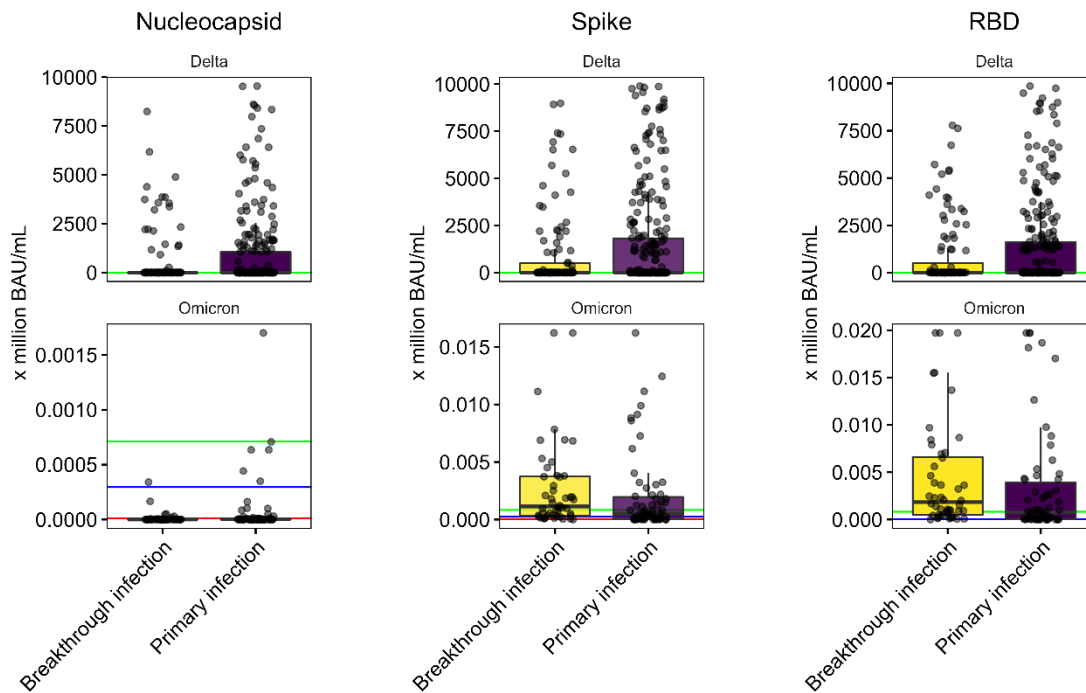 Nucleocapsid
Delta
x million BAU/mL
10000
7500
5000
2500
0
Omicron
0.0015
0.0010
0.0005
0.0000
Breakthrough infection
Primary infection
Spike
Delta
x million BAU/mL
10000
7500
5000
2500
0
Omicron
0.015
0.010
0.005
0.000
Breakthrough infection
Primary infection
RBD
Delta
x million BAU/mL
10000
7500
5000
2500
0
Omicron
0.020
0.015
0.010
0.005
0.000
Breakthrough infection
Primary infection